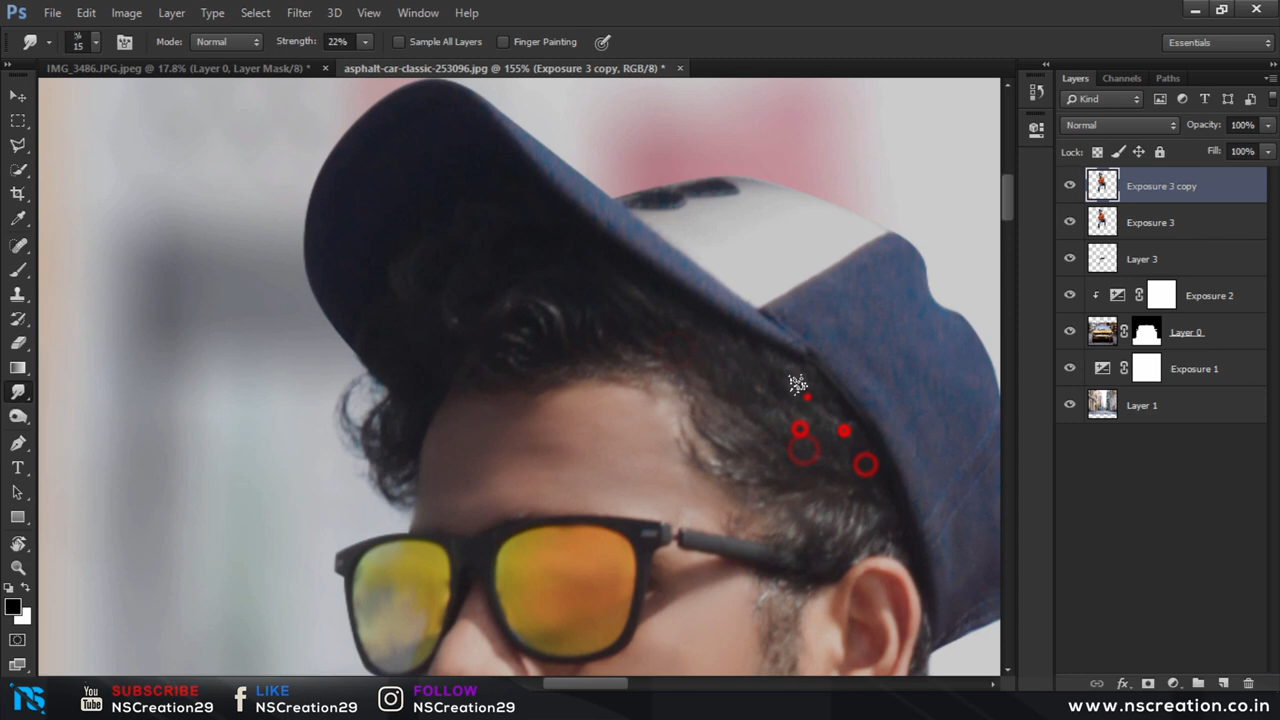 Ps File Edit Image Layer Type Select Filter 3D View Window Help
15 Mode: Normal Strength: 22% Sample All Layers Finger Painting Essentials
IMG_3486.JPG.jpeg @ 17.8% (Layer 0, Layer Mask/8) * × asphalt-car-classic-253096.jpg @ 155% (Exposure 3 copy, RGB/8) * ×
Layers Channels Paths
Kind
Normal Opacity: 100%
Lock: Fill: 100%
Exposure 3 copy
Exposure 3
Layer 3
Exposure 2
Layer 0
Exposure 1
Layer 1
NS You Tube SUBSCRIBE NSCreation29 LIKE NSCreation29 FOLLOW NSCreation29 www.nscreation.co.in